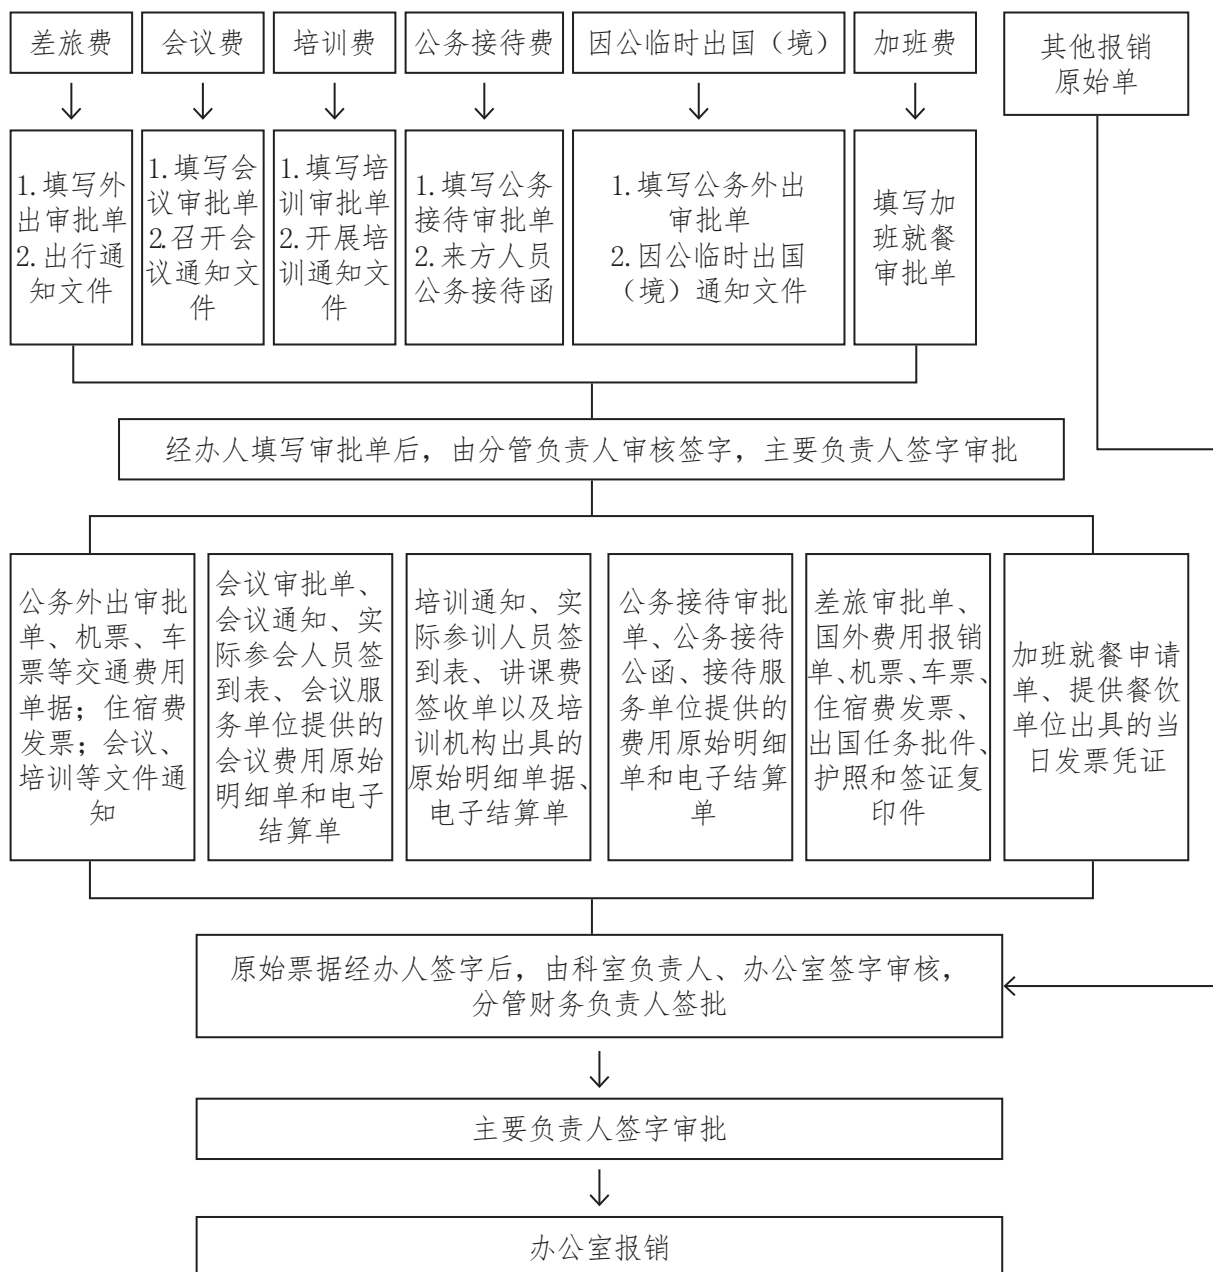 差旅费
会议费
培训费
公务接待费
因公临时出国（境）
加班费
其他报销
原始单
1.填写外
出审批单
2.出行通
知文件
1.填写会
议审批单
2.召开会
议通知文
件
1.填写培
训审批单
2.开展培
训通知文
件
1.填写公务
接待审批单
2.来方人员
公务接待函
1.填写公务外出
审批单
2.因公临时出国
（境）通知文件
填写加
班就餐
审批单
经办人填写审批单后，由分管负责人审核签字，主要负责人签字审批
公务外出审批
单、机票、车
票等交通费用
单据；住宿费
发票；会议、
培训等文件通
知
会议审批单、
会议通知、实
际参会人员签
到表、会议服
务单位提供的
会议费用原始
明细单和电子
结算单
培训通知、实
际参训人员签
到表、讲课费
签收单以及培
训机构出具的
原始明细单据、
电子结算单
公务接待审批
单、公务接待
公函、接待服
务单位提供的
费用原始明细
单和电子结算
单
差旅审批单、
国外费用报销
单、机票、车票、
住宿费发票、
出国任务批件、
护照和签证复
印件
加班就餐申请
单、提供餐饮
单位出具的当
日发票凭证
原始票据经办人签字后，由科室负责人、办公室签字审核，
分管财务负责人签批
主要负责人签字审批
办公室报销